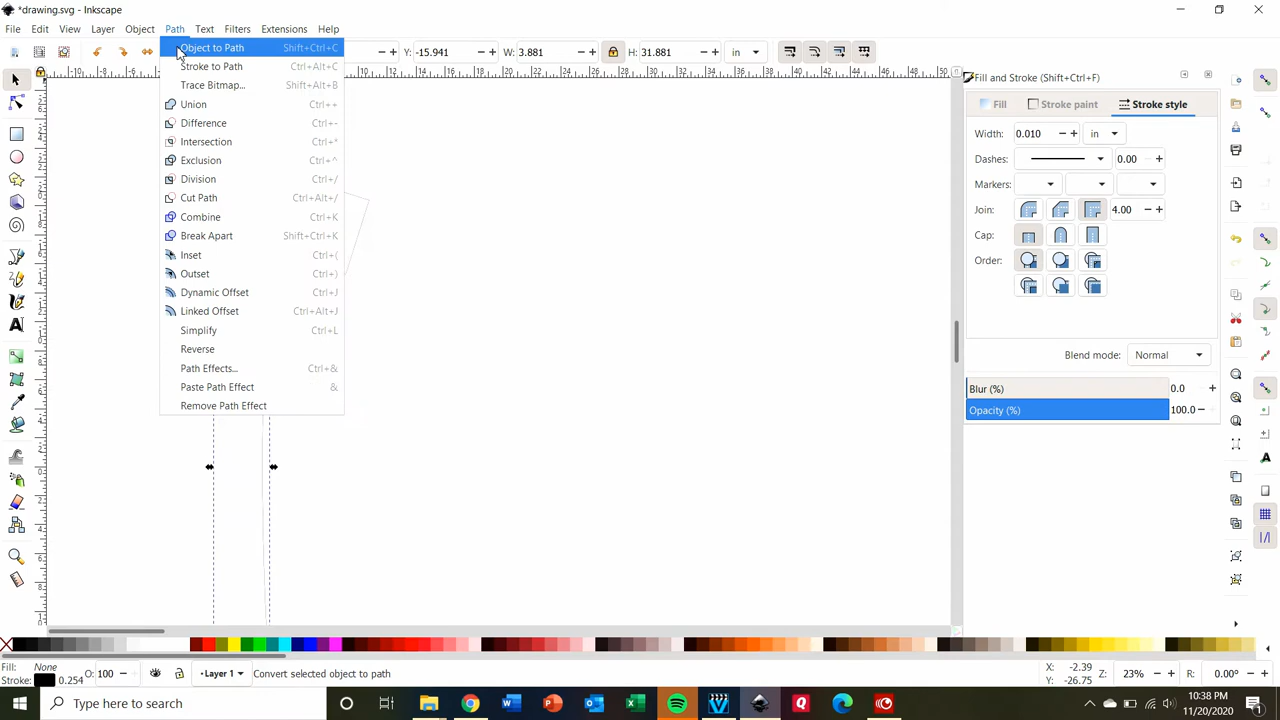 *drawing.svg - Inkscape
File Edit View Layer Object Path Text Filters Extensions Help
Y: -15.941 W: 3.881 H: 31.881 in
Object to Path Shift+Ctrl+C
Stroke to Path Ctrl+Alt+C
Trace Bitmap... Shift+Alt+B
Union Ctrl++
Difference Ctrl+-
Intersection Ctrl+*
Exclusion Ctrl+^
Division Ctrl+/
Cut Path Ctrl+Alt+/
Combine Ctrl+K
Break Apart Shift+Ctrl+K
Inset Ctrl+(
Outset Ctrl+)
Dynamic Offset Ctrl+J
Linked Offset Ctrl+Alt+J
Simplify Ctrl+L
Reverse
Path Effects... Ctrl+&
Paste Path Effect &
Remove Path Effect
Fill and Stroke (Shift+Ctrl+F)
Fill Stroke paint Stroke style
Width: 0.010 in
Dashes: 0.00
Markers:
Join: 4.00
Cap:
Order:
Blend mode: Normal
Blur (%) 0.0
Opacity (%) 100.0
Fill: None
Stroke: 0.254
O: 100
Layer 1
Convert selected object to path
X: -2.39
Y: -26.75
Z: 23%
R: 0.00°
Type here to search
10:38 PM
11/20/2020